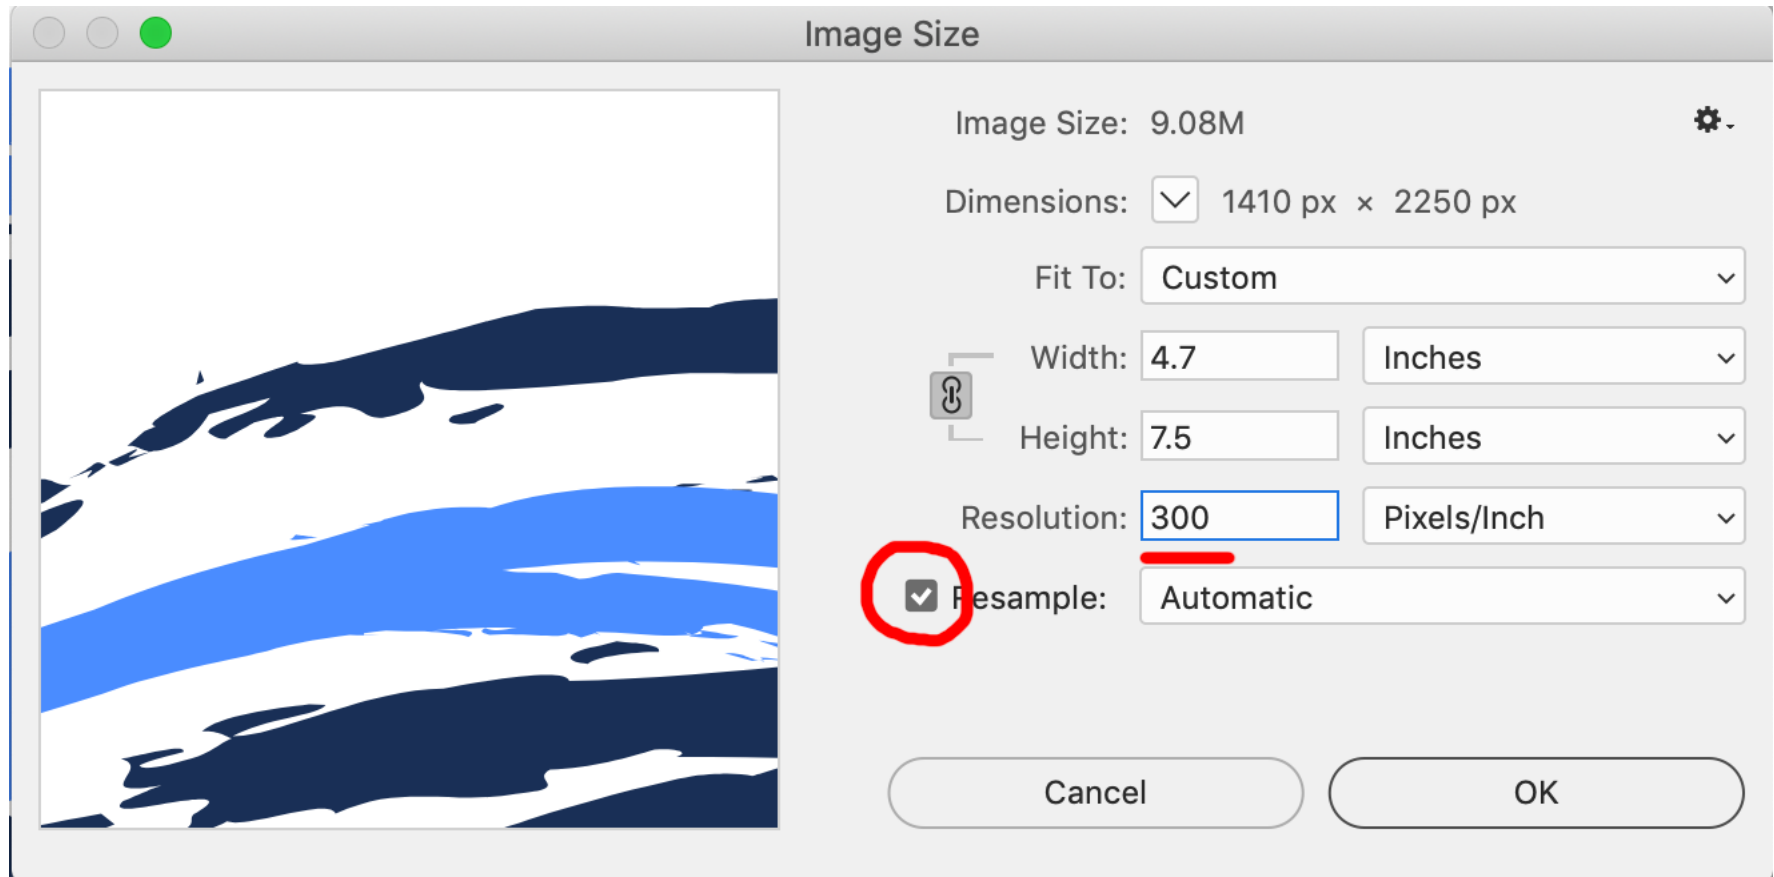 Image Size
Image Size: 9.08M
Dimensions: 1410 px × 2250 px
Fit To: Custom
Width: 4.7 Inches
Height: 7.5 Inches
Resolution: 300 Pixels/Inch
Resample: Automatic
Cancel OK